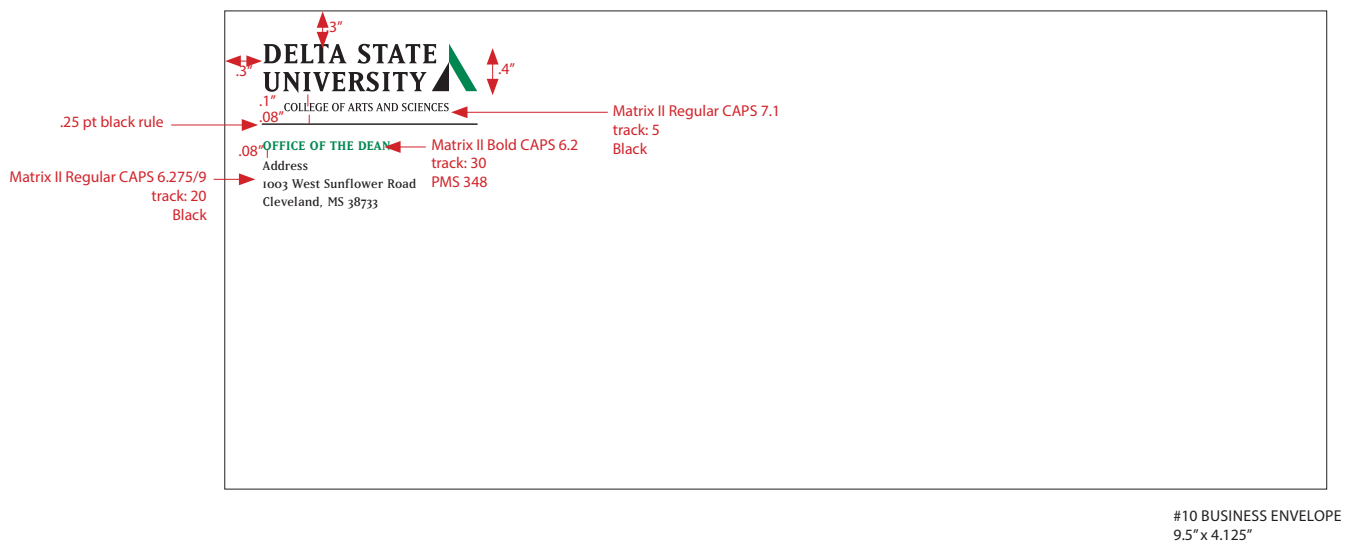 .3”
DELTA STATE
.3”
UNIVERSITY
.4”
.1”
COLLEGE OF ARTS AND SCIENCES
.08”
.25 pt black rule
Matrix II Regular CAPS 7.1
track: 5
Black
OFFICE OF THE DEAN
.08”
Matrix II Bold CAPS 6.2
track: 30
PMS 348
Address
1003 West Sunflower Road
Cleveland, MS 38733
Matrix II Regular CAPS 6.275/9
track: 20
Black
#10 BUSINESS ENVELOPE
9.5” x 4.125”